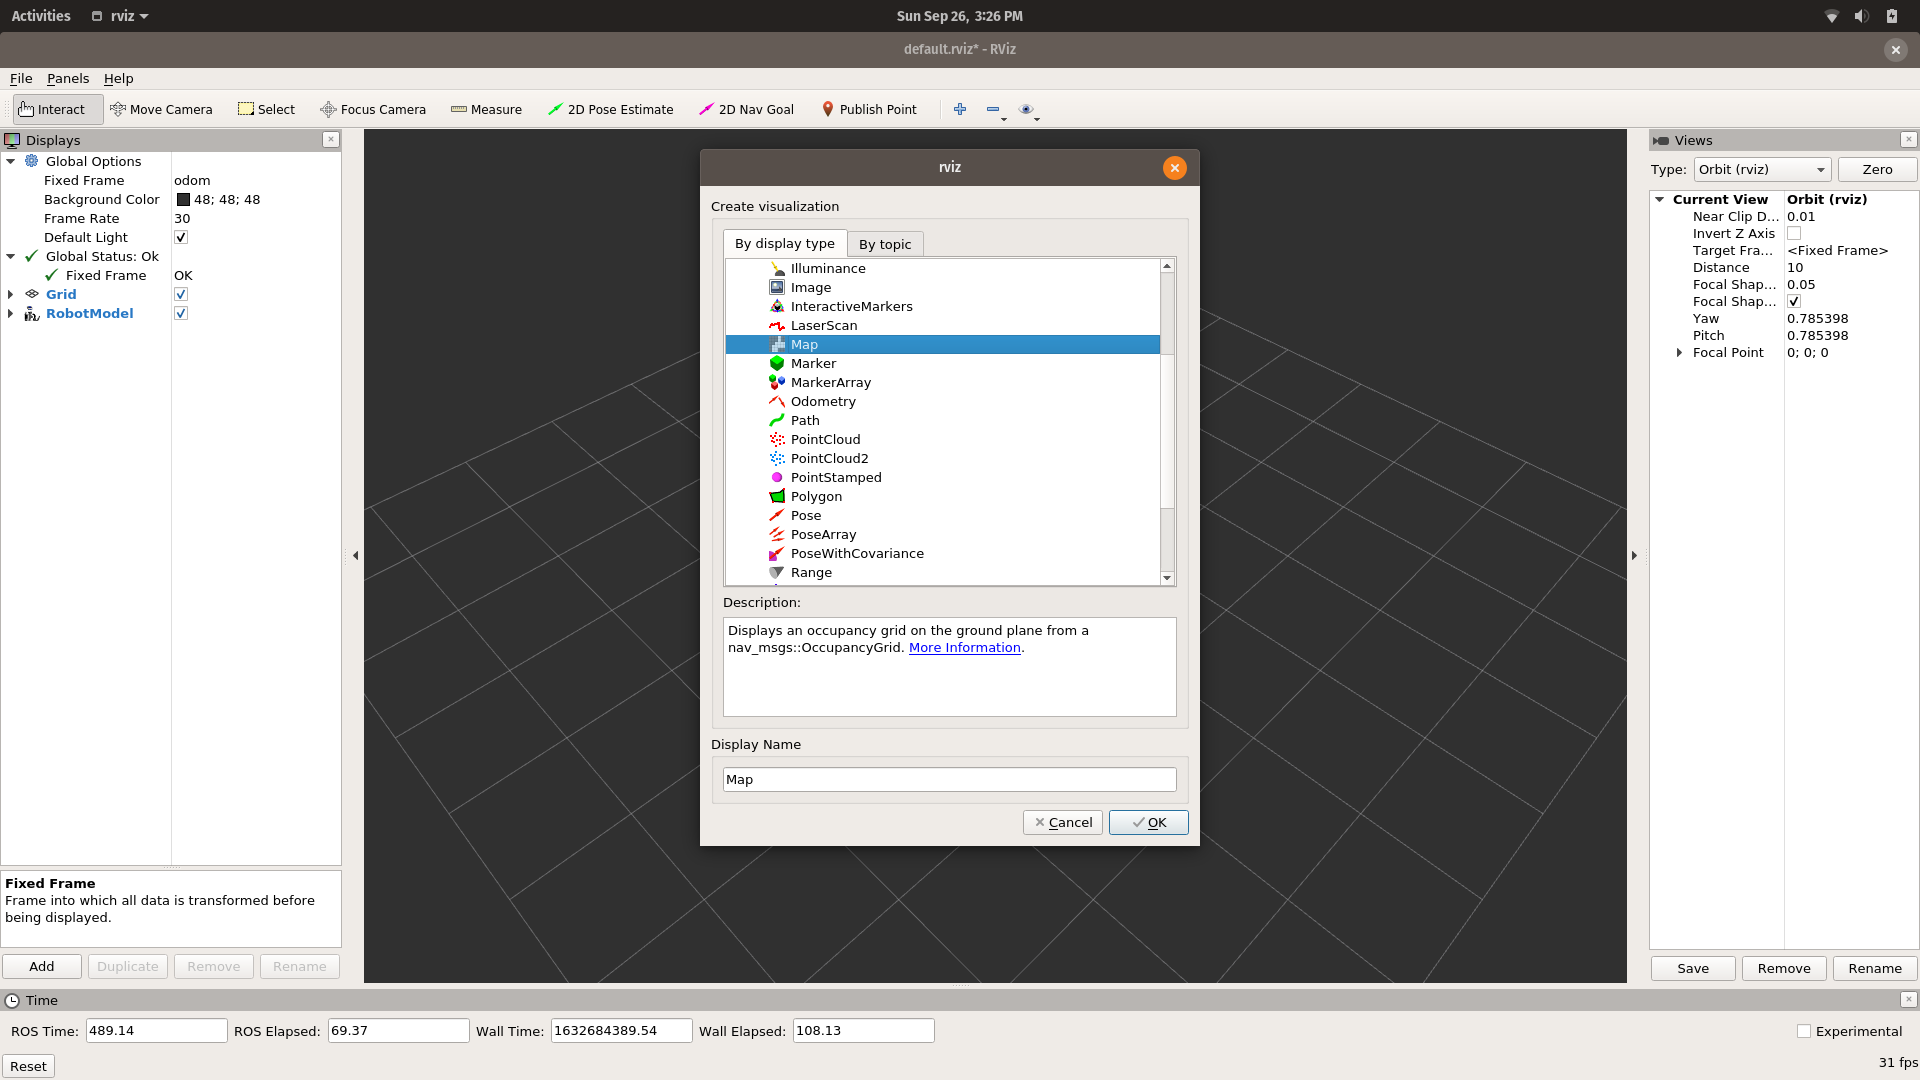 Activities rviz Sun Sep 26, 3:26 PM
default.rviz* - RViz
File Panels Help
Interact Move Camera Select Focus Camera Measure 2D Pose Estimate 2D Nav Goal Publish Point
Displays
Global Options
Fixed Frame odom
Background Color 48; 48; 48
Frame Rate 30
Default Light
Global Status: Ok
Fixed Frame OK
Grid
RobotModel
Fixed Frame
Frame into which all data is transformed before
being displayed.
Add Duplicate Remove Rename
rviz
Create visualization
By display type By topic
Illuminance
Image
InteractiveMarkers
LaserScan
Map
Marker
MarkerArray
Odometry
Path
PointCloud
PointCloud2
PointStamped
Polygon
Pose
PoseArray
PoseWithCovariance
Range
Description:
Displays an occupancy grid on the ground plane from a
nav_msgs::OccupancyGrid. More Information.
Display Name
Map
Cancel OK
Views
Type: Orbit (rviz) Zero
Current View Orbit (rviz)
Near Clip D... 0.01
Invert Z Axis
Target Fra... <Fixed Frame>
Distance 10
Focal Shap... 0.05
Focal Shap...
Yaw 0.785398
Pitch 0.785398
Focal Point 0; 0; 0
Save Remove Rename
Time
ROS Time: 489.14 ROS Elapsed: 69.37 Wall Time: 1632684389.54 Wall Elapsed: 108.13 Experimental
Reset 31 fps